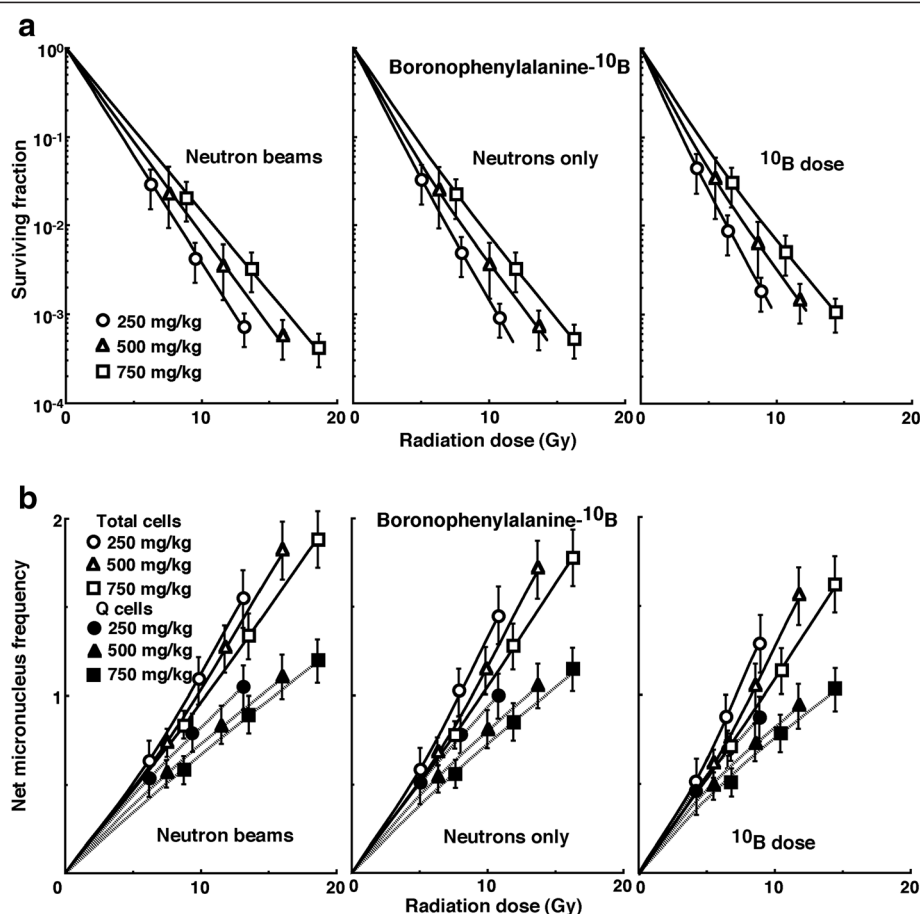 a
Boronophenylalanine-10B
Surviving fraction
10⁰
10⁻¹
10⁻²
10⁻³
10⁻⁴
Neutron beams
Neutrons only
¹⁰B dose
250 mg/kg
500 mg/kg
750 mg/kg
0 10 20 0 10 20 0 10 20
Radiation dose (Gy)
b
Boronophenylalanine-10B
Net micronucleus frequency
2
1
0
Total cells
250 mg/kg
500 mg/kg
750 mg/kg
Q cells
250 mg/kg
500 mg/kg
750 mg/kg
Neutron beams
Neutrons only
¹⁰B dose
0 10 20 0 10 20 0 10 20
Radiation dose (Gy)